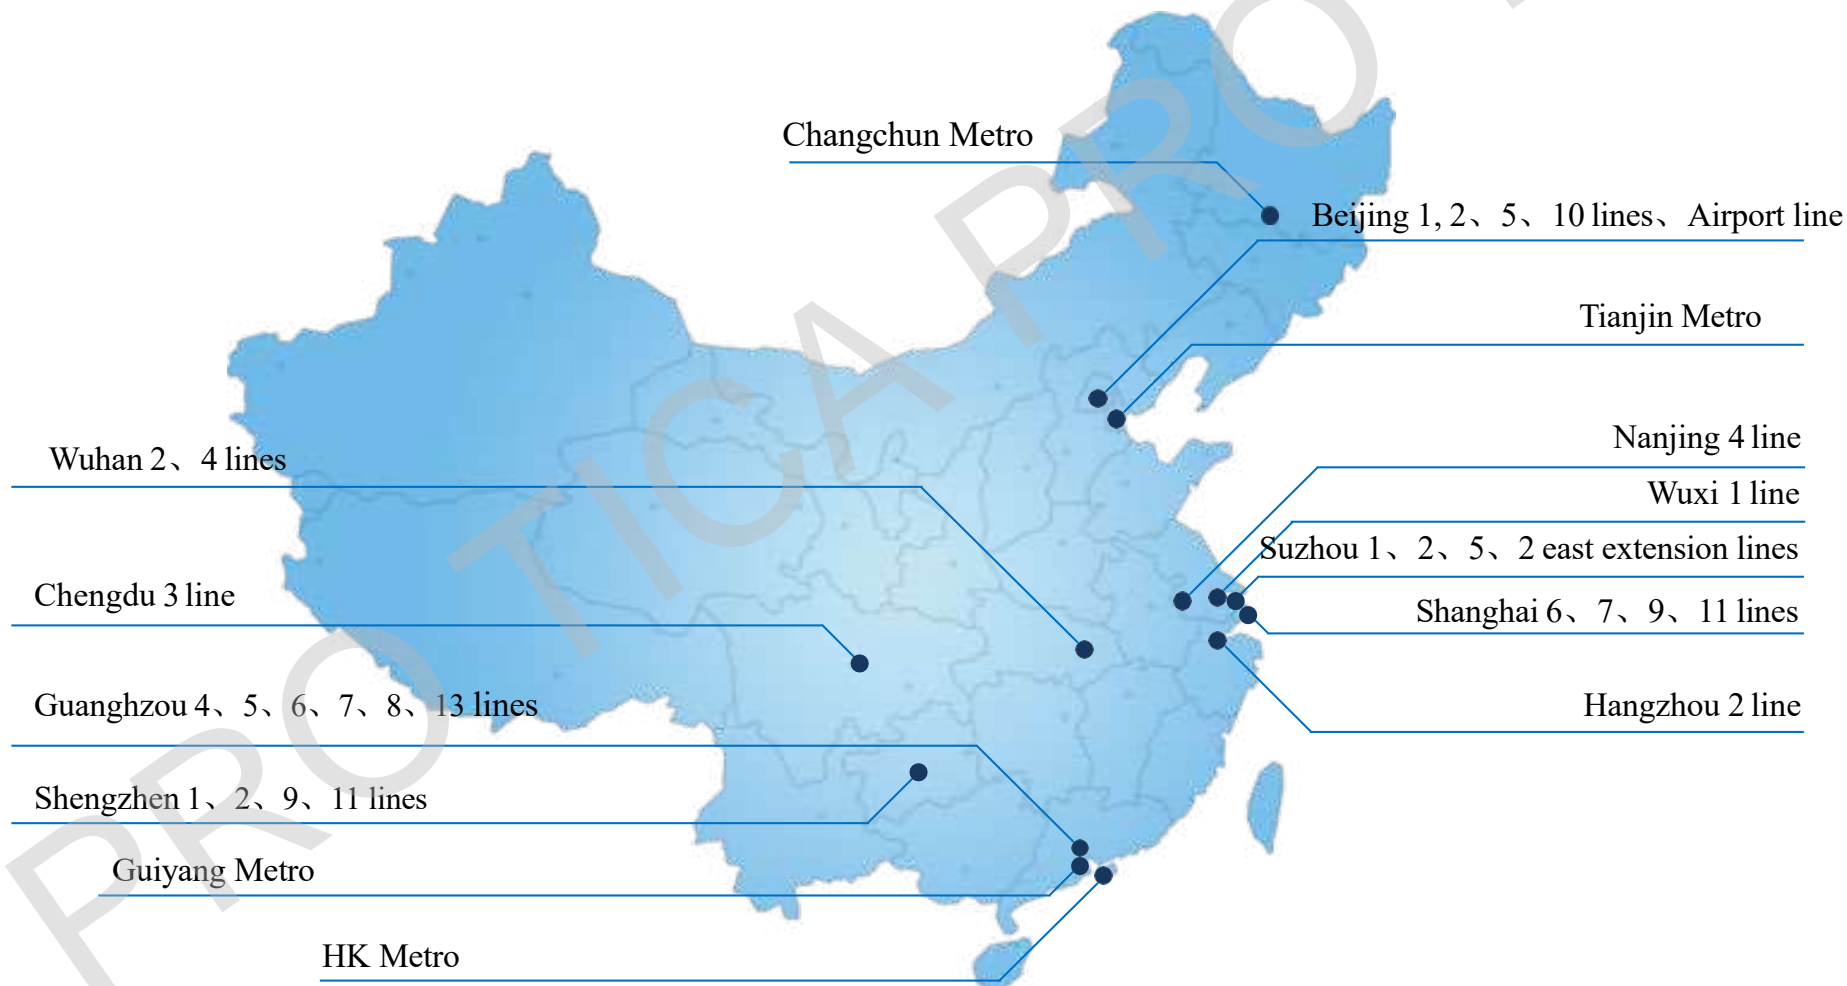 Changchun Metro
Beijing 1, 2、5、10 lines、Airport line
Tianjin Metro
Nanjing 4 line
Wuhan 2、4 lines
Wuxi 1 line
Suzhou 1、2、5、2 east extension lines
Chengdu 3 line
Shanghai 6、7、9、11 lines
Guanghzou 4、5、6、7、8、13 lines
Hangzhou 2 line
Shengzhen 1、2、9、11 lines
Guiyang Metro
HK Metro
PRO TICA PRO